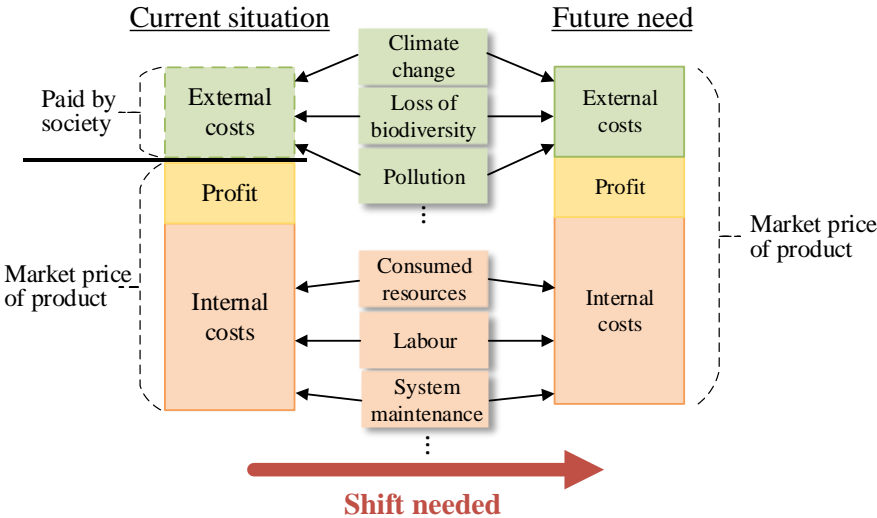 Current situation
Future need
Paid by
society
External
costs
Profit
Market price
of product
Internal
costs
Climate
change
Loss of
biodiversity
Pollution
⋮
Consumed
resources
Labour
System
maintenance
⋮
External
costs
Profit
Internal
costs
Market price
of product
Shift needed